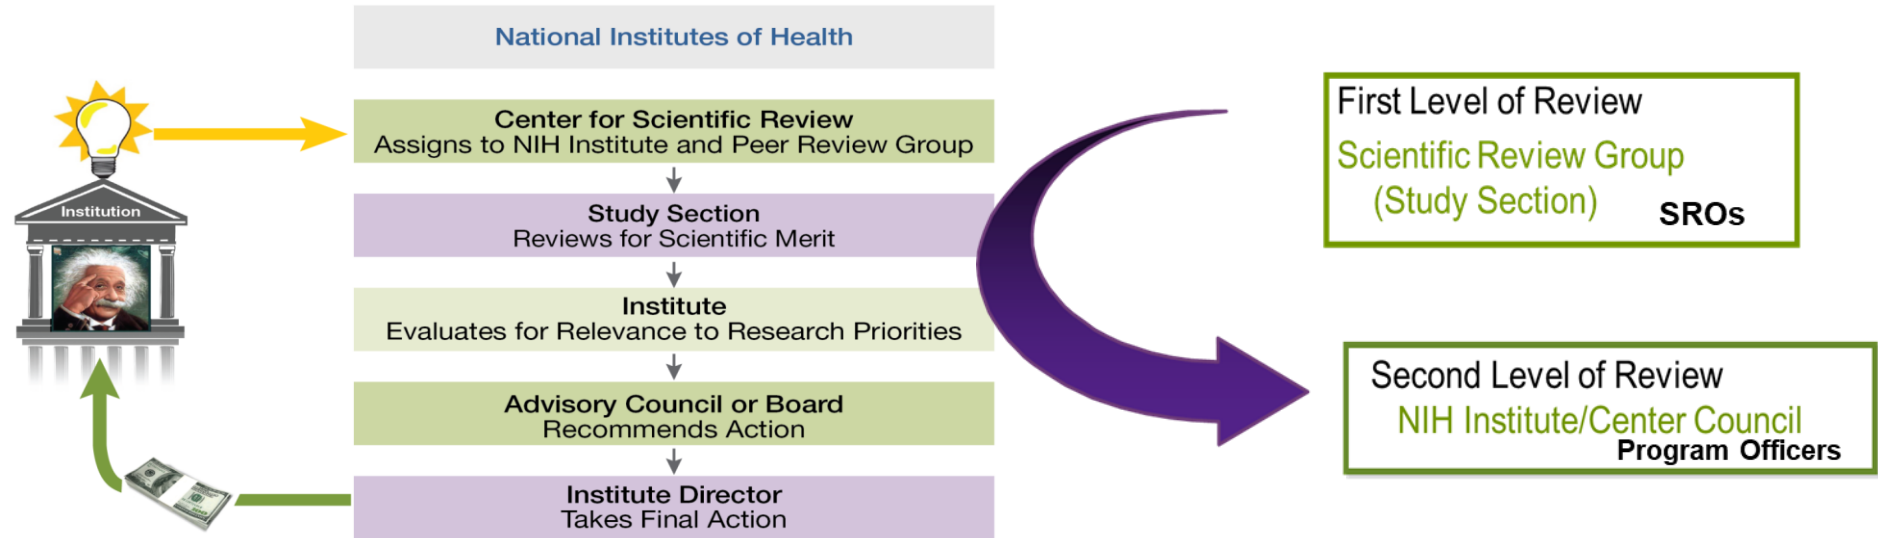 National Institutes of Health
Center for Scientific Review
Assigns to NIH Institute and Peer Review Group
Study Section
Reviews for Scientific Merit
Institute
Evaluates for Relevance to Research Priorities
Advisory Council or Board
Recommends Action
Institute Director
Takes Final Action
Institution
First Level of Review
Scientific Review Group
(Study Section)
SROs
Second Level of Review
NIH Institute/Center Council
Program Officers